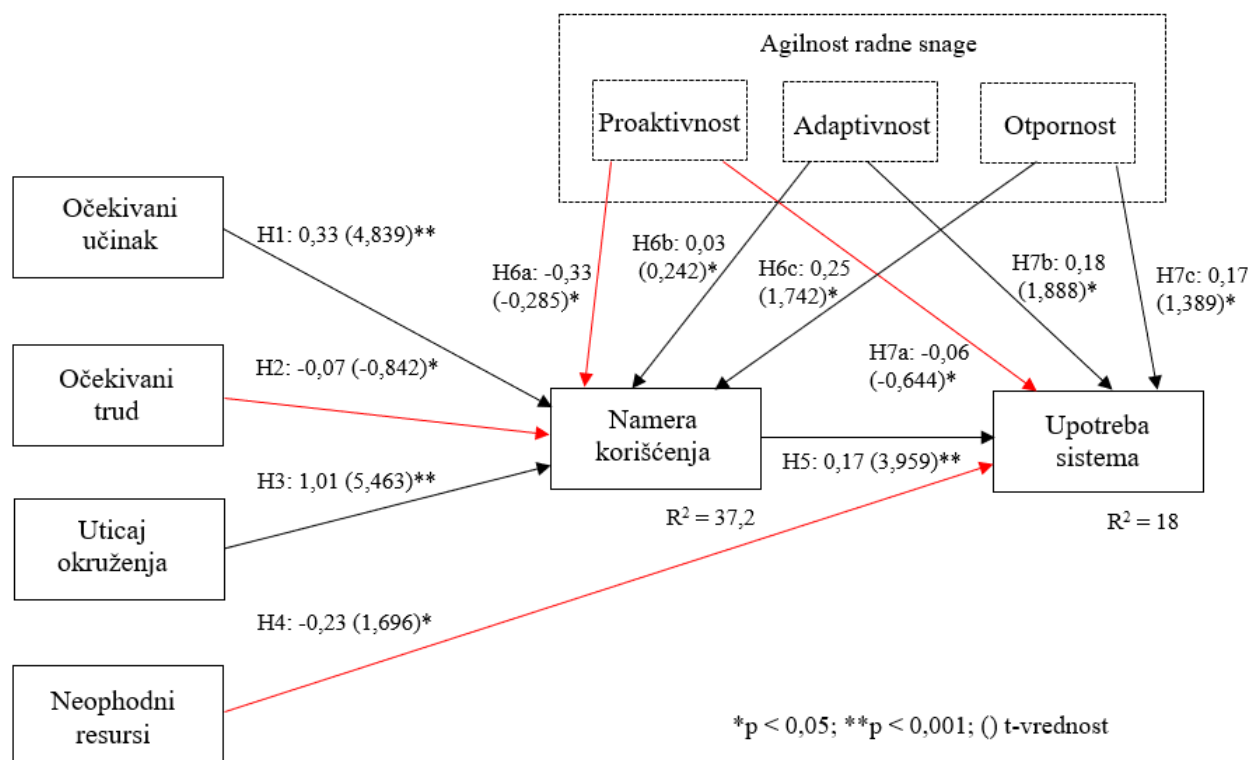 Agilnost radne snage
Proaktivnost
Adaptivnost
Otpornost
Očekivani
učinak
H1: 0,33 (4,839)**
H6a: -0,33
(-0,285)*
H6b: 0,03
(0,242)*
H6c: 0,25
(1,742)*
H7b: 0,18
(1,888)*
H7c: 0,17
(1,389)*
Očekivani
trud
H2: -0,07 (-0,842)*
H7a: -0,06
(-0,644)*
Namera
korišćenja
Upotreba
sistema
H5: 0,17 (3,959)**
H3: 1,01 (5,463)**
R² = 37,2
R² = 18
Uticaj
okruženja
H4: -0,23 (1,696)*
Neophodni
resursi
*p < 0,05; **p < 0,001; () t-vrednost